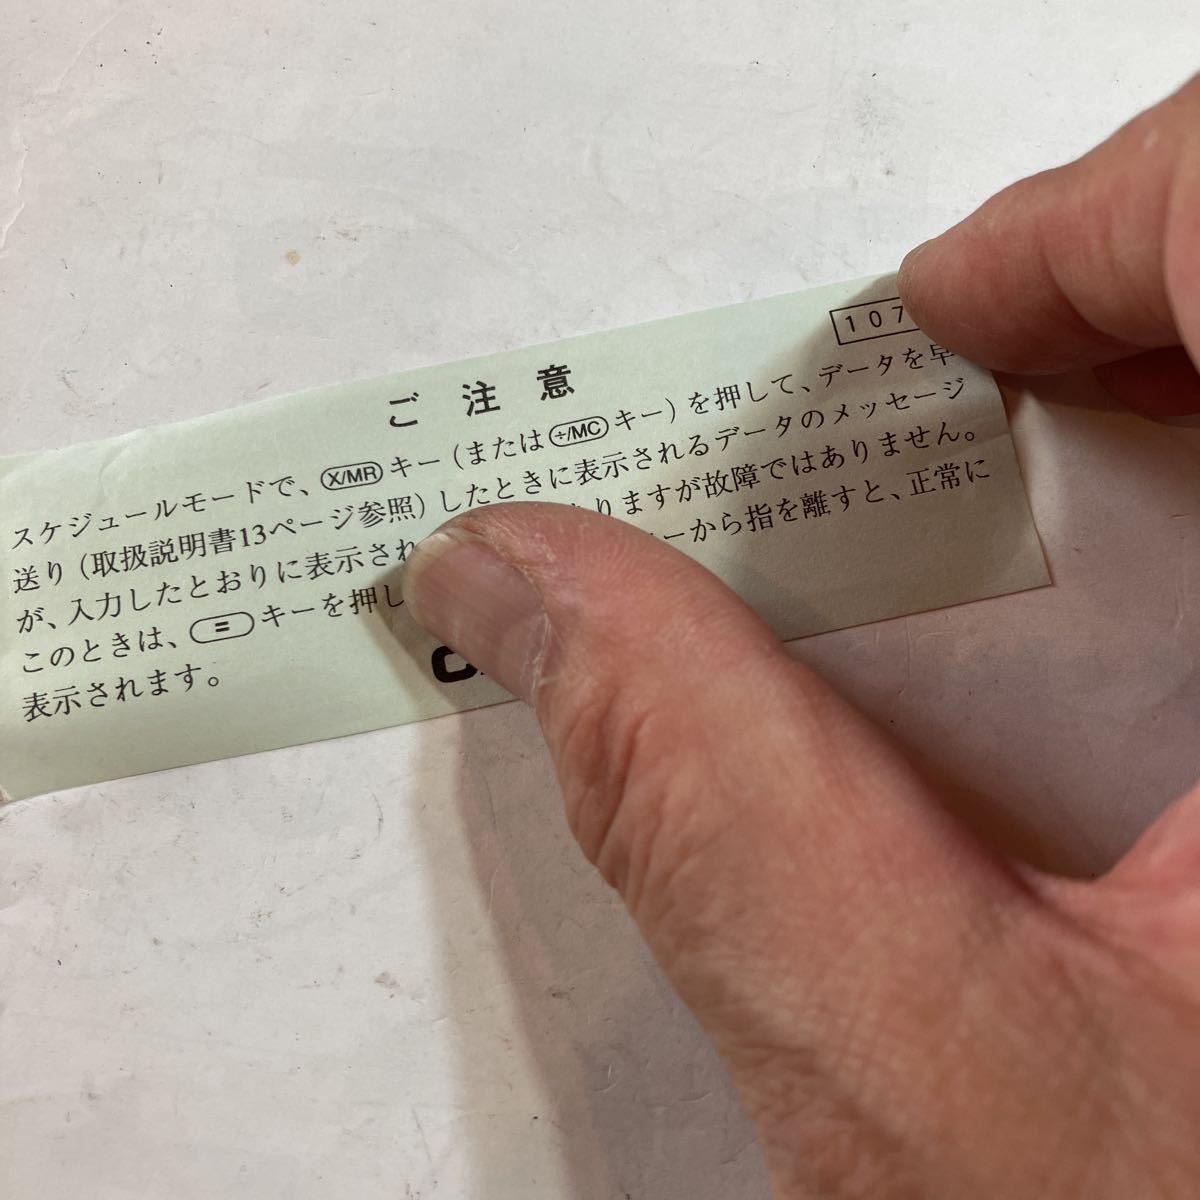 107
ご注意
スケジュールモードで、X/MRキー(または÷/MCキー)を押して、データを早
送り(取扱説明書13ページ参照)したときに表示されるデータのメッセージ
が、入力したとおりに表示され りますが故障ではありません。
このときは、=キーを押し ーから指を離すと、正常に
表示されます。